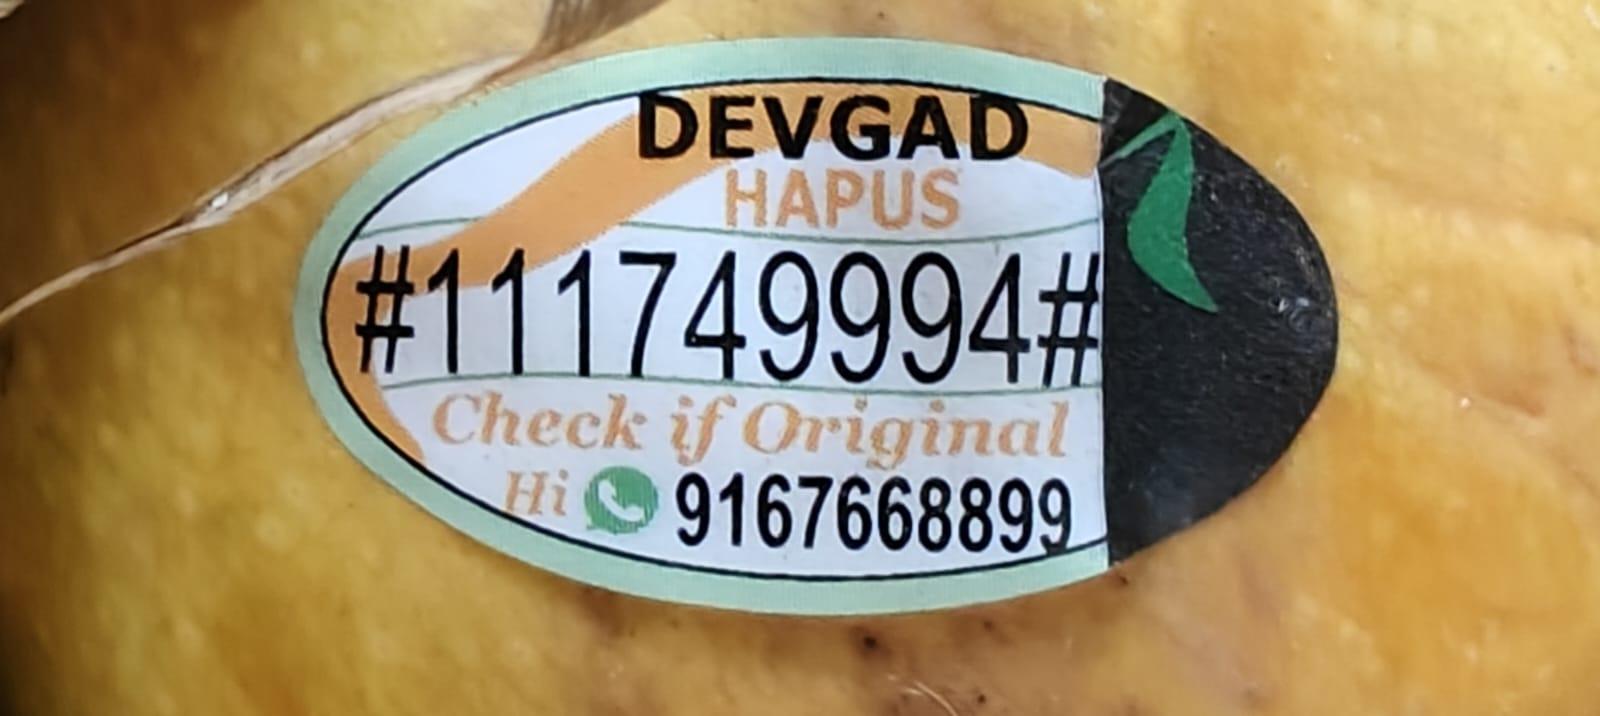 DEVGAD
HAPUS
#111749994#
Check if Original
Hi 9167668899